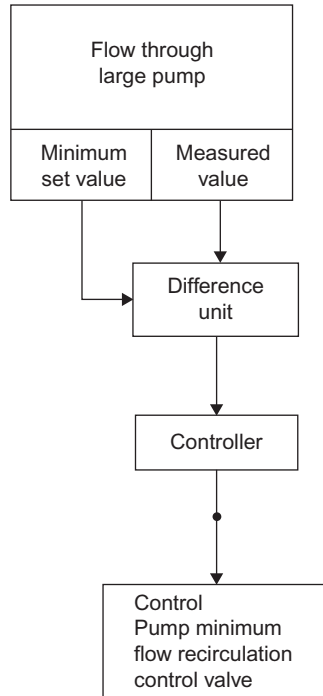 Flow through
large pump
Minimum
set value
Measured
value
Difference
unit
Controller
Control
Pump minimum
flow recirculation
control valve